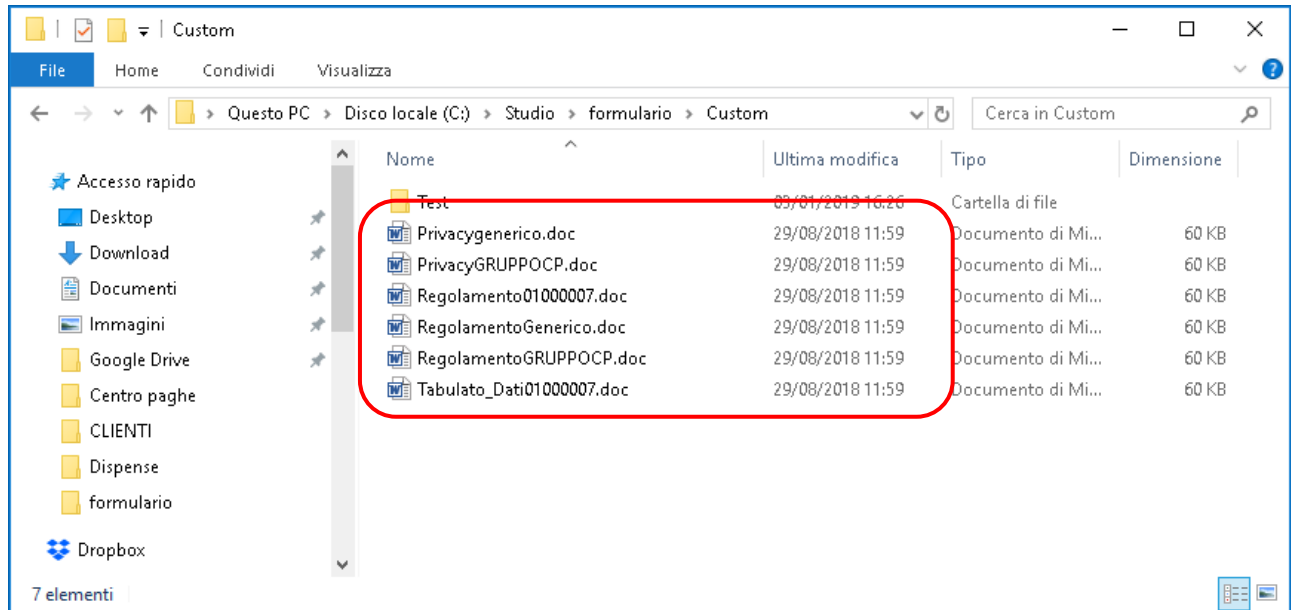 Custom
File Home Condividi Visualizza
Questo PC > Disco locale (C:) > Studio > formulario > Custom Cerca in Custom
Nome Ultima modifica Tipo Dimensione
Accesso rapido
Desktop
Download
Documenti
Immagini
Google Drive
Centro paghe
CLIENTI
Dispense
formulario
Dropbox
Test 03/01/2019 16:26 Cartella di file
Privacygenerico.doc 29/08/2018 11:59 Documento di Mi... 60 KB
PrivacyGRUPPOCP.doc 29/08/2018 11:59 Documento di Mi... 60 KB
Regolamento01000007.doc 29/08/2018 11:59 Documento di Mi... 60 KB
RegolamentoGenerico.doc 29/08/2018 11:59 Documento di Mi... 60 KB
RegolamentoGRUPPOCP.doc 29/08/2018 11:59 Documento di Mi... 60 KB
Tabulato_Dati01000007.doc 29/08/2018 11:59 Documento di Mi... 60 KB
7 elementi